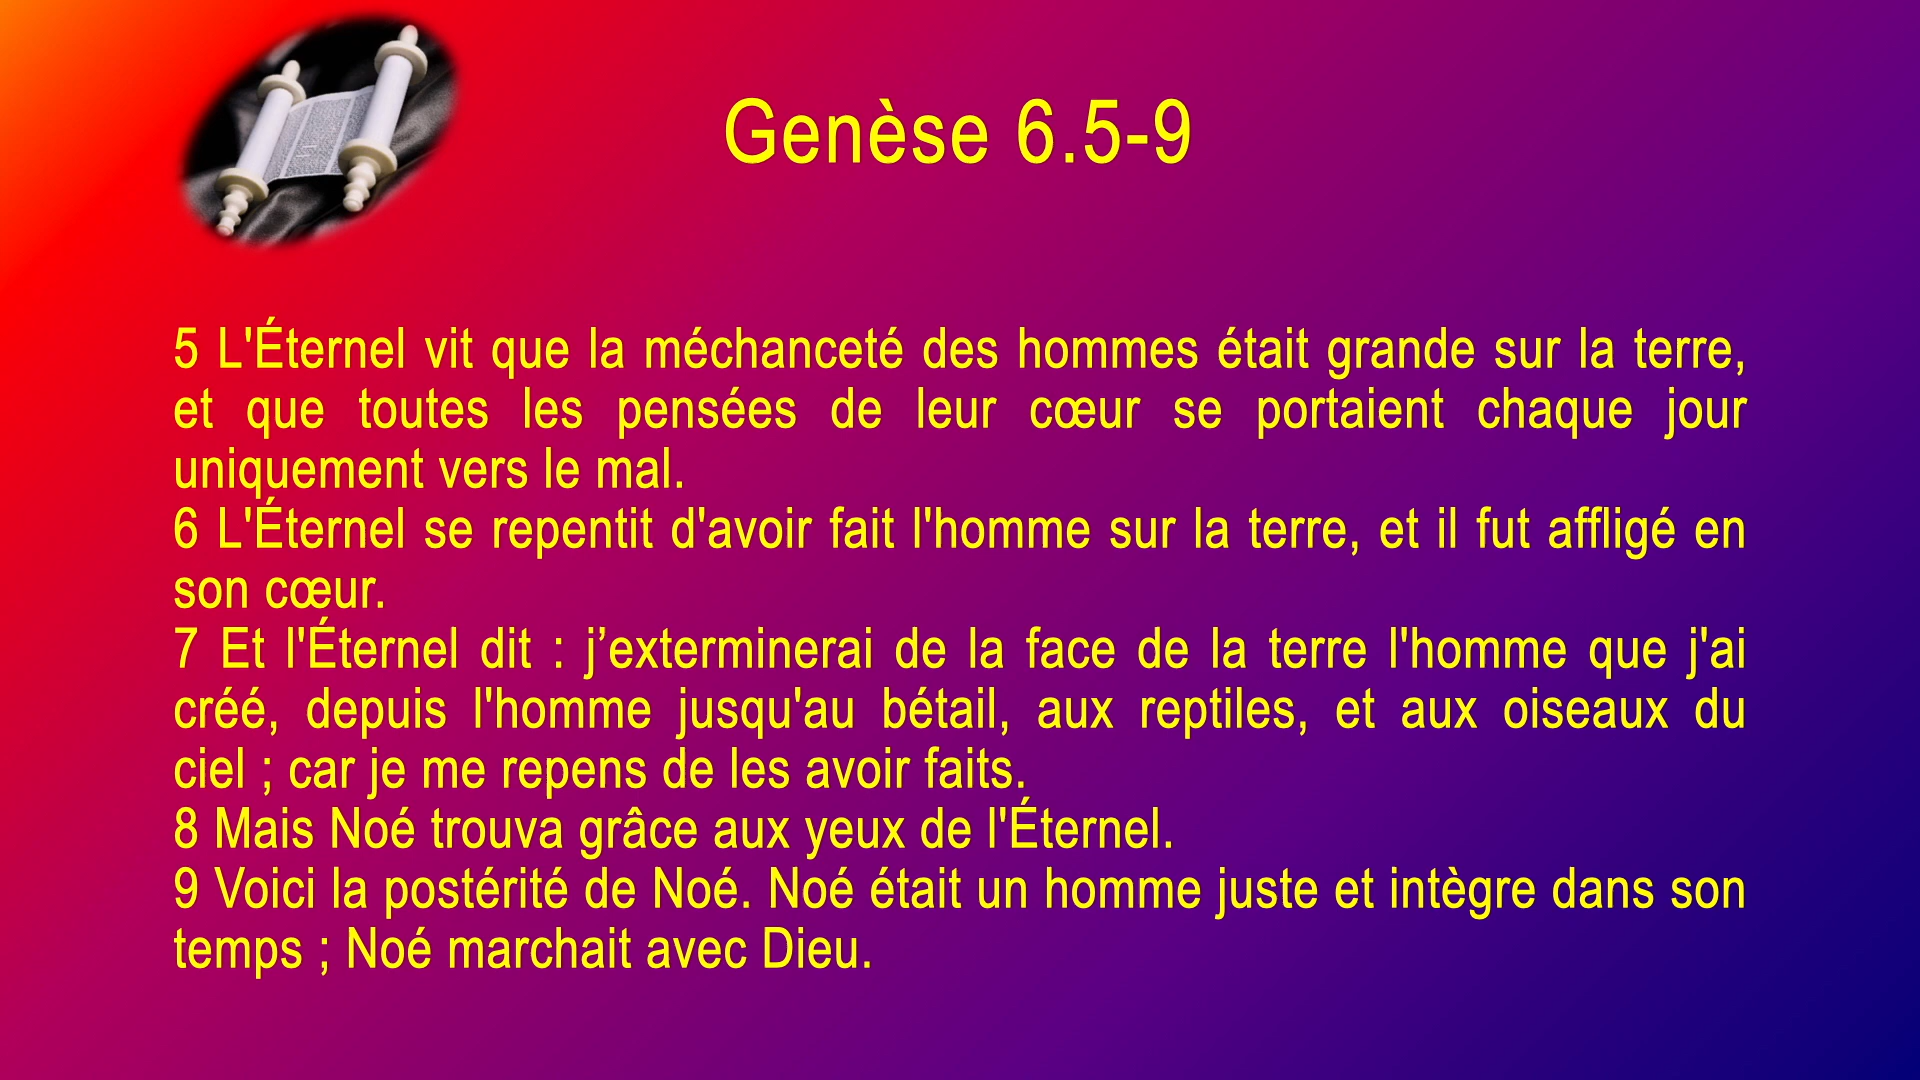 Genèse 6.5-9
5 L'Éternel vit que la méchanceté des hommes était grande sur la terre,
et que toutes les pensées de leur cœur se portaient chaque jour
uniquement vers le mal.
6 L'Éternel se repentit d'avoir fait l'homme sur la terre, et il fut affligé en
son cœur.
7 Et l'Éternel dit : j’exterminerai de la face de la terre l'homme que j'ai
créé, depuis l'homme jusqu'au bétail, aux reptiles, et aux oiseaux du
ciel ; car je me repens de les avoir faits.
8 Mais Noé trouva grâce aux yeux de l'Éternel.
9 Voici la postérité de Noé. Noé était un homme juste et intègre dans son
temps ; Noé marchait avec Dieu.